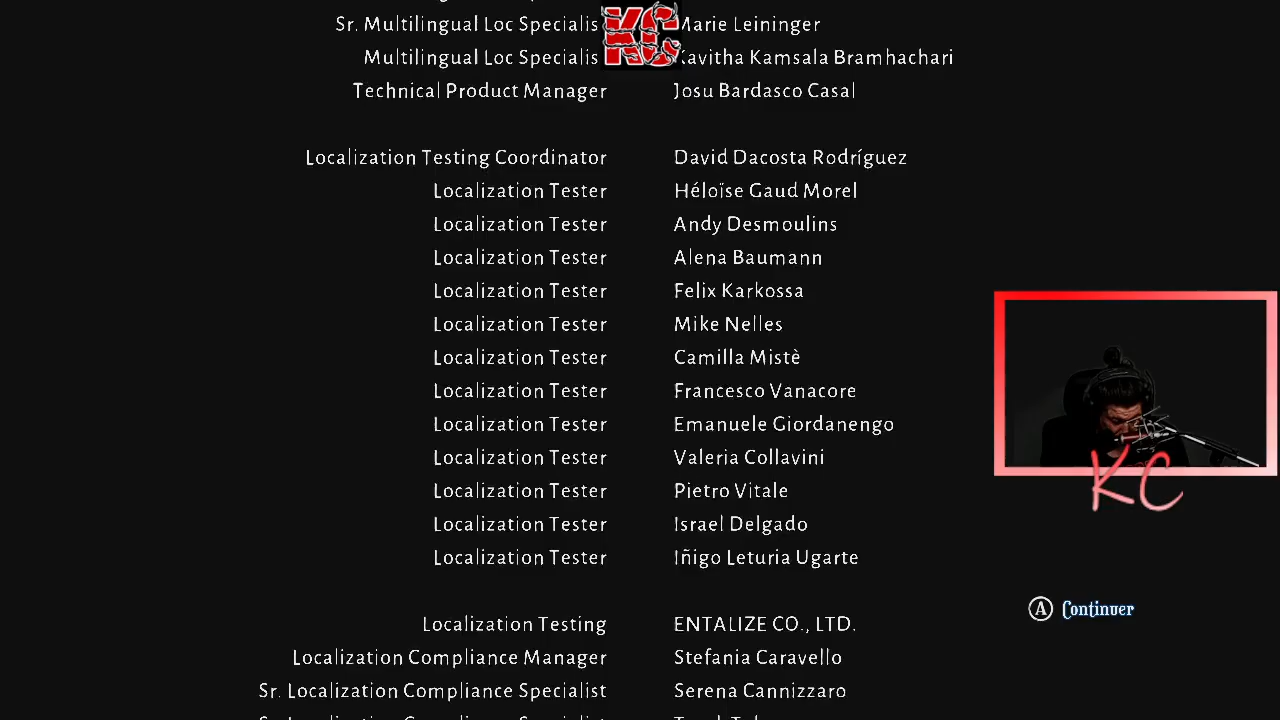 Sr. Multilingual Loc Specialis Marie Leininger
KC
Multilingual Loc Specialis Kavitha Kamsala Bramhachari
Technical Product Manager Josu Bardasco Casal
Localization Testing Coordinator David Dacosta Rodríguez
Localization Tester Héloïse Gaud Morel
Localization Tester Andy Desmoulins
Localization Tester Alena Baumann
Localization Tester Felix Karkossa
Localization Tester Mike Nelles
Localization Tester Camilla Mistè
Localization Tester Francesco Vanacore
Localization Tester Emanuele Giordanengo
Localization Tester Valeria Collavini
Localization Tester Pietro Vitale
Localization Tester Israel Delgado
Localization Tester Iñigo Leturia Ugarte
KC
A Continuer
Localization Testing ENTALIZE CO., LTD.
Localization Compliance Manager Stefania Caravello
Sr. Localization Compliance Specialist Serena Cannizzaro